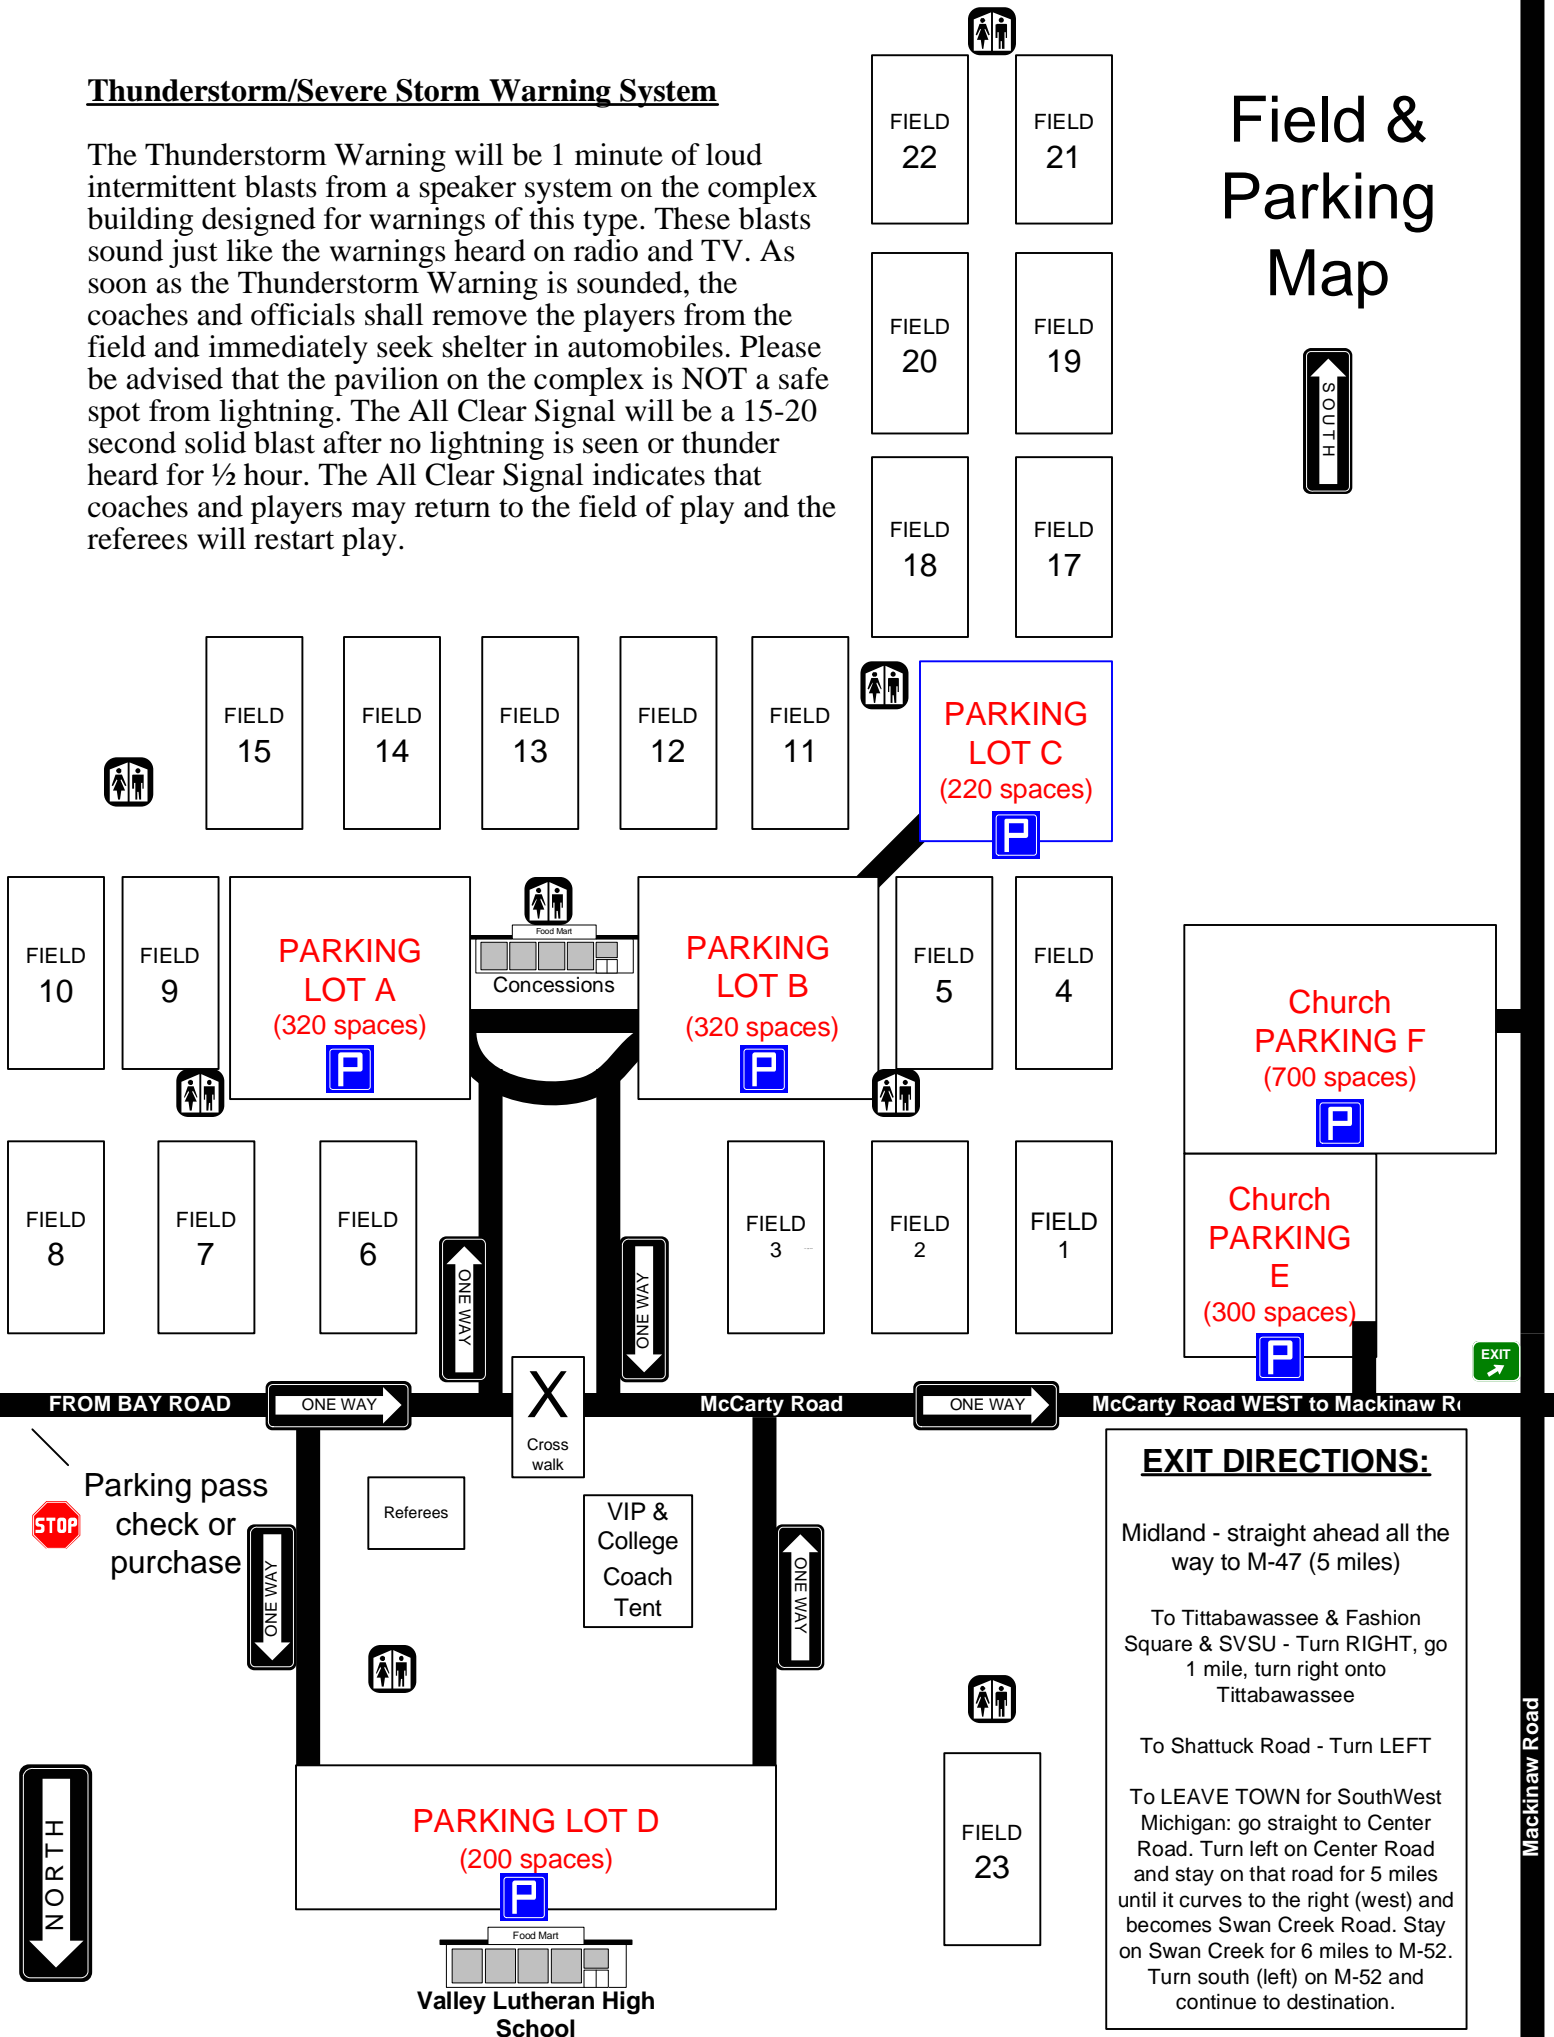 Thunderstorm/Severe Storm Warning System
The Thunderstorm Warning will be 1 minute of loud
intermittent blasts from a speaker system on the complex
building designed for warnings of this type. These blasts
sound just like the warnings heard on radio and TV. As
soon as the Thunderstorm Warning is sounded, the
coaches and officials shall remove the players from the
field and immediately seek shelter in automobiles. Please
be advised that the pavilion on the complex is NOT a safe
spot from lightning. The All Clear Signal will be a 15-20
second solid blast after no lightning is seen or thunder
heard for ½ hour. The All Clear Signal indicates that
coaches and players may return to the field of play and the
referees will restart play.
Field &
Parking
Map
SOUTH
FIELD
22
FIELD
21
FIELD
20
FIELD
19
FIELD
18
FIELD
17
FIELD
15
FIELD
14
FIELD
13
FIELD
12
FIELD
11
PARKING
LOT C
(220 spaces)
P
FIELD
10
FIELD
9
PARKING
LOT A
(320 spaces)
P
Food Mart
Concessions
PARKING
LOT B
(320 spaces)
P
FIELD
5
FIELD
4
Church
PARKING F
(700 spaces)
P
FIELD
8
FIELD
7
FIELD
6
ONE WAY
ONE WAY
FIELD
3
FIELD
2
FIELD
1
Church
PARKING
E
(300 spaces)
P
EXIT
FROM BAY ROAD
ONE WAY
X
Cross
walk
McCarty Road
ONE WAY
McCarty Road WEST to Mackinaw R
Parking pass
check or
purchase
STOP
ONE WAY
Referees
VIP &
College
Coach
Tent
ONE WAY
EXIT DIRECTIONS:
Midland - straight ahead all the
way to M-47 (5 miles)
To Tittabawassee & Fashion
Square & SVSU - Turn RIGHT, go
1 mile, turn right onto
Tittabawassee
To Shattuck Road - Turn LEFT
To LEAVE TOWN for SouthWest
Michigan: go straight to Center
Road. Turn left on Center Road
and stay on that road for 5 miles
until it curves to the right (west) and
becomes Swan Creek Road. Stay
on Swan Creek for 6 miles to M-52.
Turn south (left) on M-52 and
continue to destination.
Mackinaw Road
NORTH
PARKING LOT D
(200 spaces)
P
FIELD
23
Food Mart
Valley Lutheran High
School